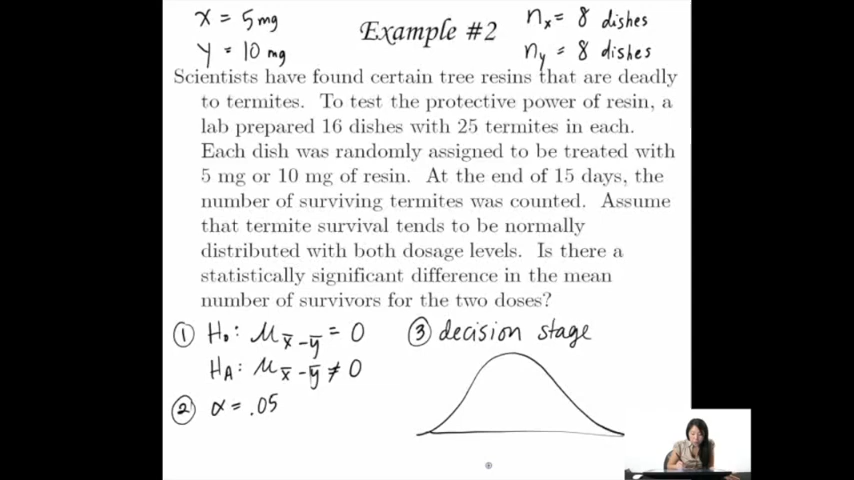 x = 5 mg
Example #2
nx = 8 dishes
y = 10 mg
ny = 8 dishes
Scientists have found certain tree resins that are deadly
to termites. To test the protective power of resin, a
lab prepared 16 dishes with 25 termites in each.
Each dish was randomly assigned to be treated with
5 mg or 10 mg of resin. At the end of 15 days, the
number of surviving termites was counted. Assume
that termite survival tends to be normally
distributed with both dosage levels. Is there a
statistically significant difference in the mean
number of survivors for the two doses?
① H₀: μ x̅ - y̅ = 0
③ decision stage
HA: μ x̅ - y̅ ≠ 0
② α = .05